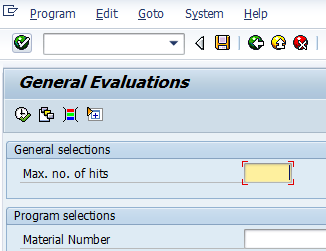 Program Edit Goto System Help
General Evaluations
General selections
Max. no. of hits
Program selections
Material Number